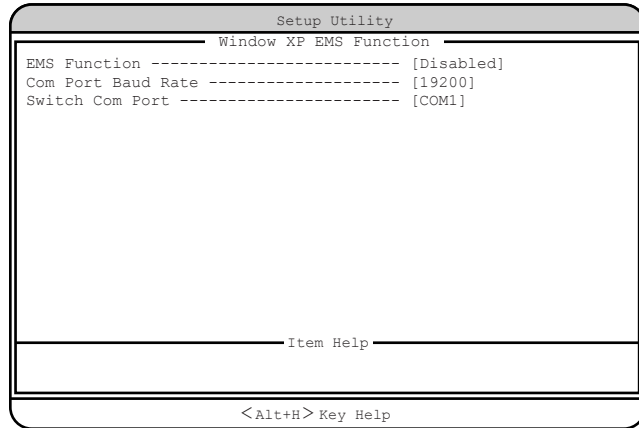 Setup Utility
Window XP EMS Function
EMS Function -------------------------- [Disabled]
Com Port Baud Rate -------------------- [19200]
Switch Com Port ----------------------- [COM1]
Item Help
<Alt+H> Key Help